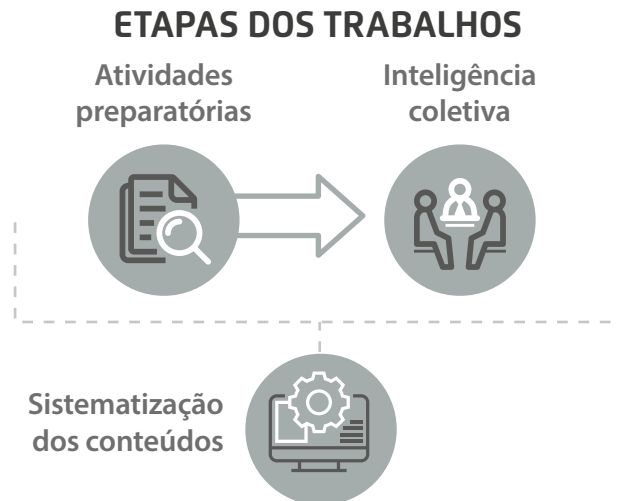 ETAPAS DOS TRABALHOS
Atividades
preparatórias
Inteligência
coletiva
Sistematização
dos conteúdos